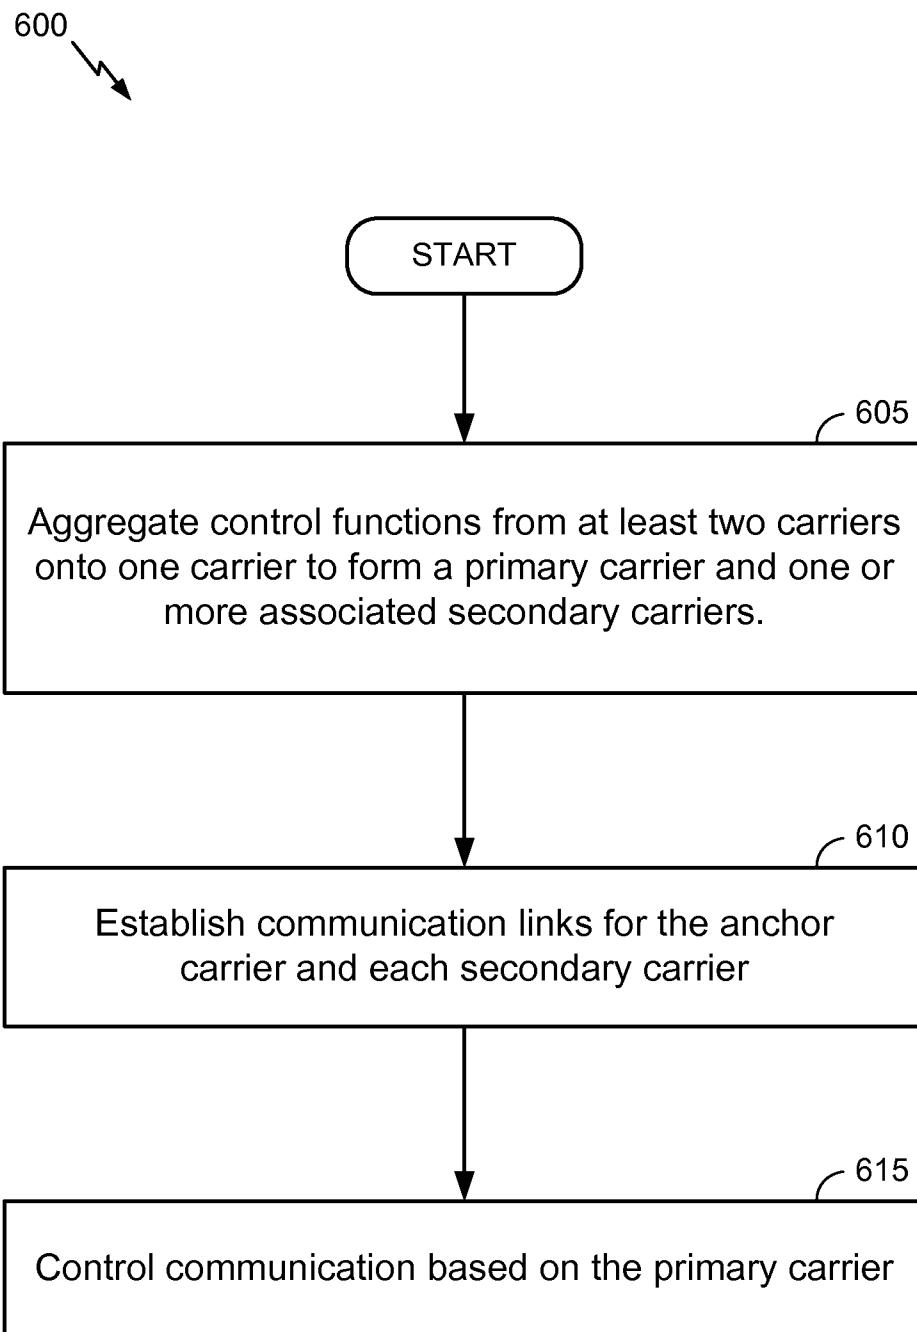 600
START
605
Aggregate control functions from at least two carriers
onto one carrier to form a primary carrier and one or
more associated secondary carriers.
610
Establish communication links for the anchor
carrier and each secondary carrier
615
Control communication based on the primary carrier